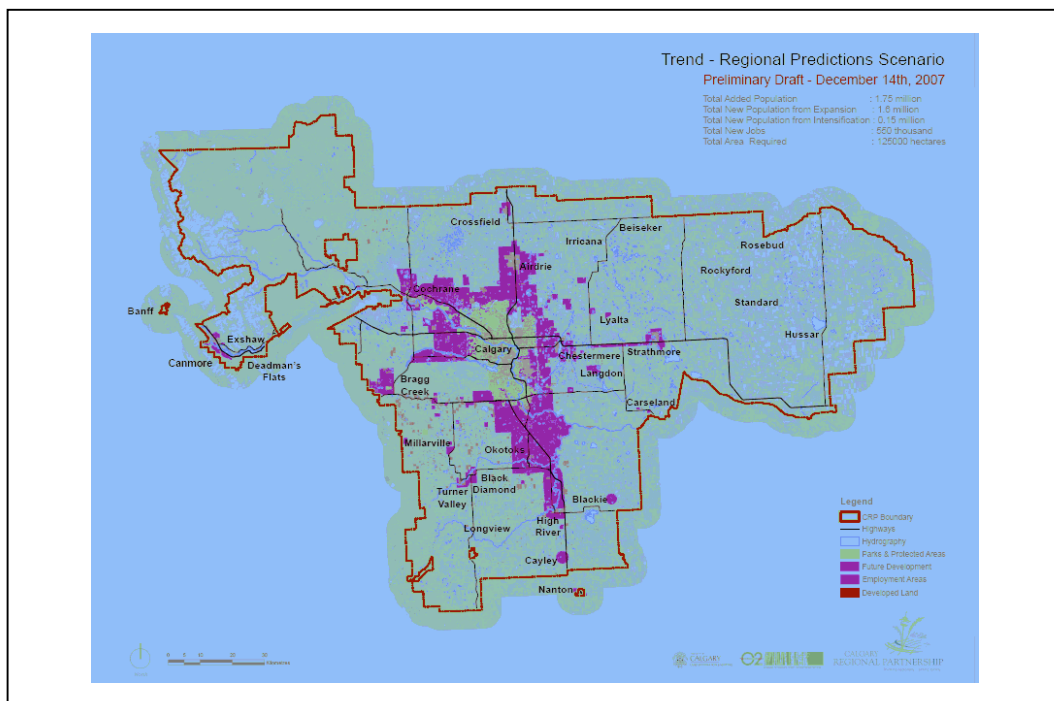 Trend - Regional Predictions Scenario
Preliminary Draft - December 14th, 2007
Total Added Population : 1.75 million
Total New Population from Expansion : 1.6 million
Total New Population from Intensification : 0.15 million
Total New Jobs : 550 thousand
Total Area Required : 125000 hectares
Crossfield
Irricana
Beiseker
Rosebud
Airdrie
Rockyford
Cochrane
Standard
Banff
Lyalta
Exshaw
Hussar
Calgary
Strathmore
Canmore
Chestermere
Deadman's
Flats
Langdon
Bragg
Creek
Carseland
Millarville
Okotoks
Black
Diamond
Turner
Valley
Blackie
Longview
High
River
Cayley
Nanton
Legend
CRP Boundary
Highways
Hydrography
Parks & Protected Areas
Future Development
Employment Areas
Developed Land
CALGARY
O2
CALGARY
REGIONAL PARTNERSHIP